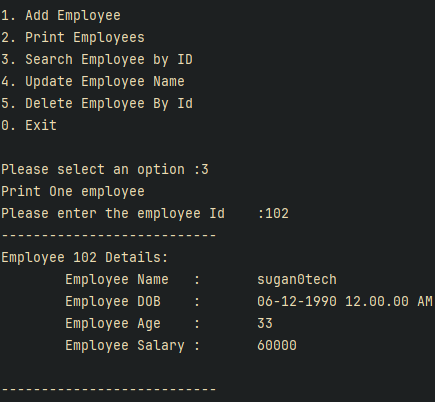 1. Add Employee
2. Print Employees
3. Search Employee by ID
4. Update Employee Name
5. Delete Employee By Id
0. Exit
Please select an option :3
Print One employee
Please enter the employee Id    :102
---------------------------
Employee 102 Details:
        Employee Name   :       sugan0tech
        Employee DOB    :       06-12-1990 12.00.00 AM
        Employee Age    :       33
        Employee Salary :       60000
---------------------------